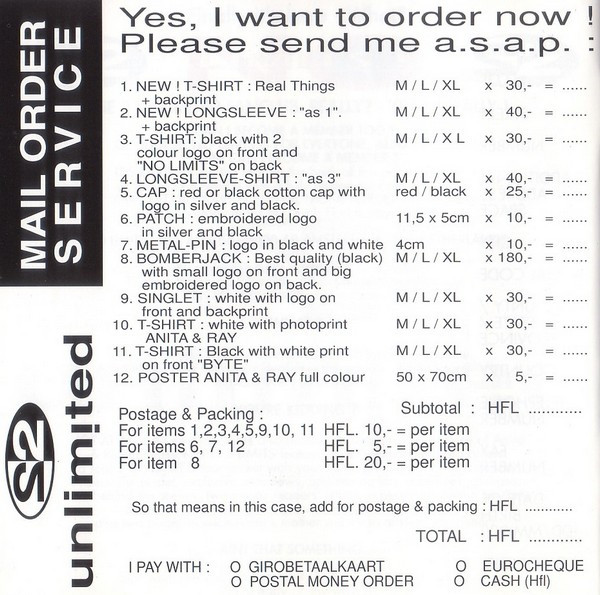 MAIL ORDER
SERVICE
S2
unlimited
Yes, I want to order now !
Please send me a.s.a.p. :
1. NEW ! T-SHIRT : Real Things M / L / XL x 30,- = ......
+ backprint
2. NEW ! LONGSLEEVE : "as 1". M / L / XL x 40,- = ......
+ backprint
3. T-SHIRT: black with 2 M / L / X L x 30,- = ......
colour logo on front and
"NO LIMITS" on back
4. LONGSLEEVE-SHIRT : "as 3" M / L / XL x 40,- = ......
5. CAP : red or black cotton cap with red / black x 25,- = ......
logo in silver and black.
6. PATCH : embroidered logo 11,5 x 5cm x 10,- = ......
in silver and black
7. METAL-PIN : logo in black and white 4cm x 10,- = ......
8. BOMBERJACK : Best quality (black) M / L / XL x 180,- = ......
with small logo on front and big
embroidered logo on back.
9. SINGLET : white with logo on M / L / XL x 30,- = ......
front and backprint
10. T-SHIRT : white with photoprint M / L / XL x 30,- = ......
ANITA & RAY
11. T-SHIRT : Black with white print M / L / XL x 30,- = ......
on front "BYTE"
12. POSTER ANITA & RAY full colour 50 x 70cm x 5,- = ......
Subtotal : HFL ............
Postage & Packing :
For items 1,2,3,4,5,9,10, 11 HFL. 10,- = per item
For items 6, 7, 12 HFL. 5,- = per item
For item 8 HFL. 20,- = per item
So that means in this case, add for postage & packing : HFL ............
TOTAL : HFL ............
I PAY WITH : O GIROBETAALKAART O EUROCHEQUE
O POSTAL MONEY ORDER O CASH (Hfl)